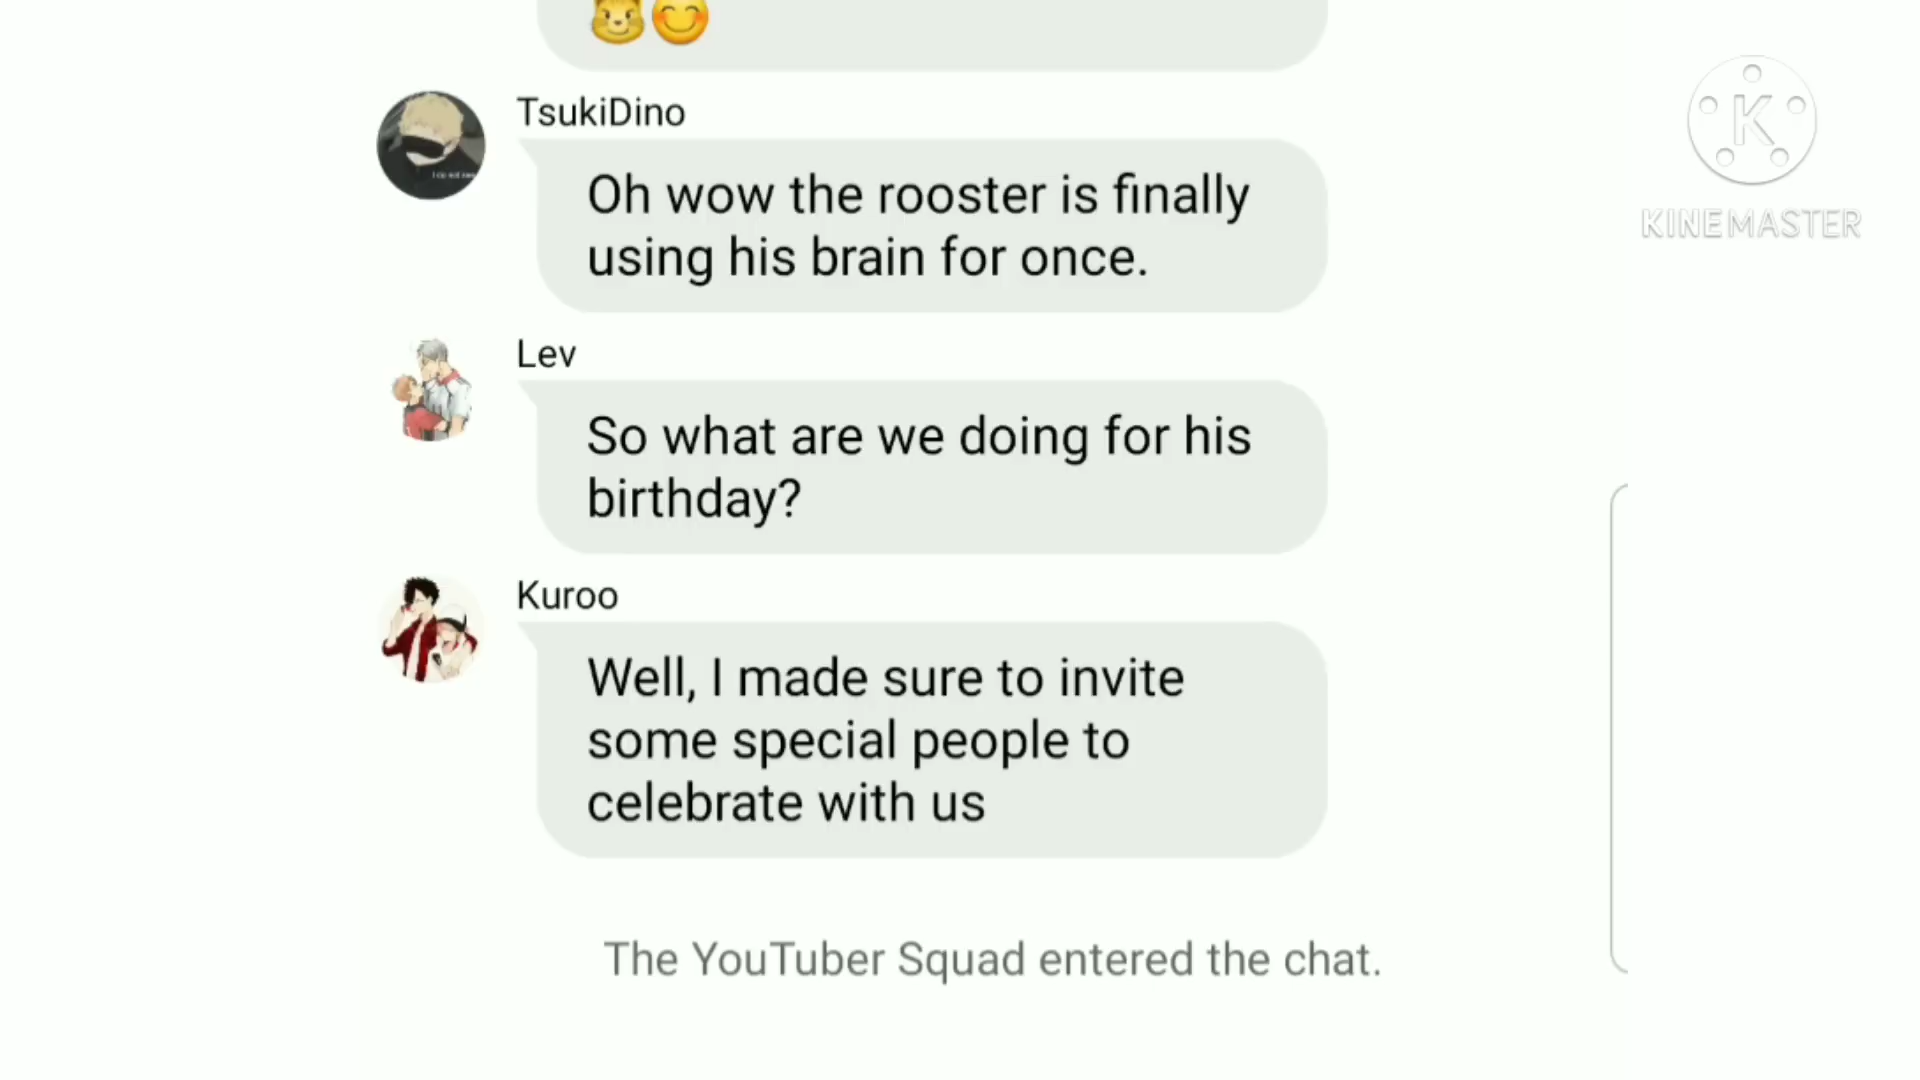 😼😊
TsukiDino
Oh wow the rooster is finally
using his brain for once.
Lev
So what are we doing for his
birthday?
Kuroo
Well, I made sure to invite
some special people to
celebrate with us
The YouTuber Squad entered the chat.
K
KINEMASTER